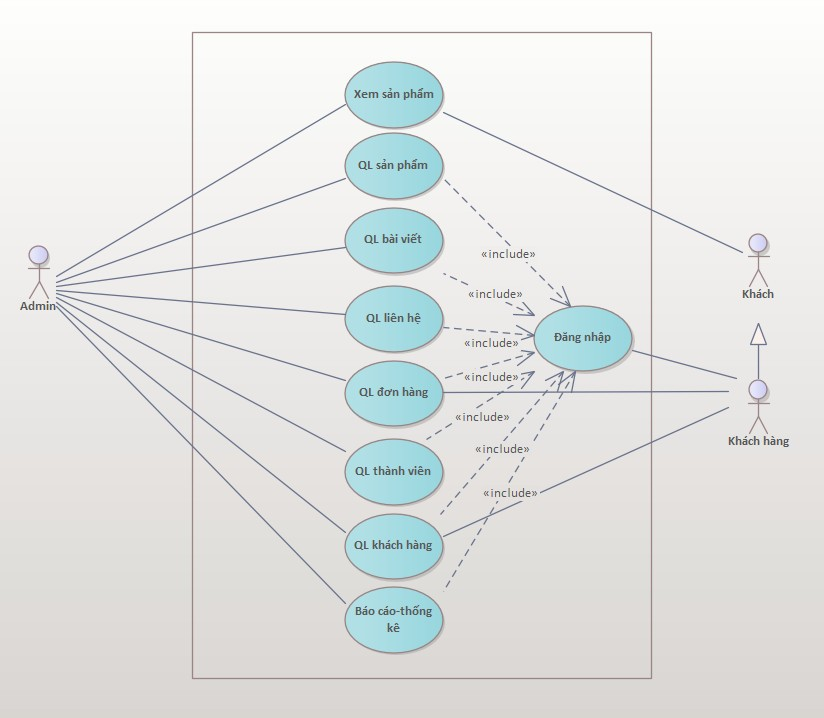 Xem sản phẩm
QL sản phẩm
QL bài viết
«include»
«include»
Khách
Admin
QL liên hệ
Đăng nhập
«include»
«include»
QL đơn hàng
«include»
Khách hàng
«include»
QL thành viên
«include»
QL khách hàng
Báo cáo-thống
kê